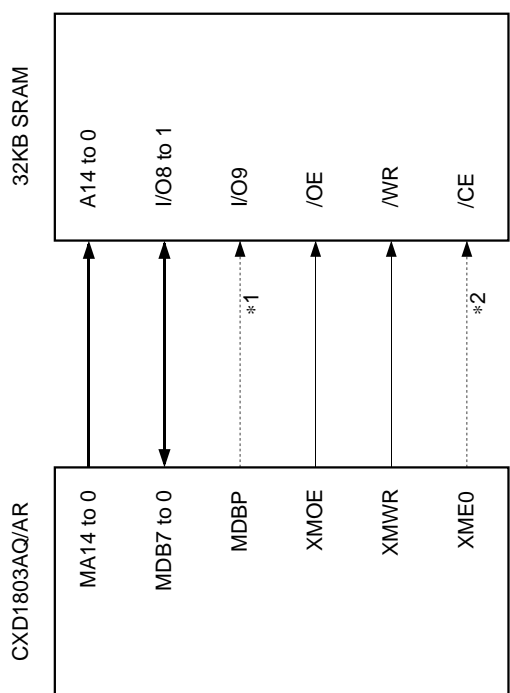 CXD1803AQ/AR
32KB SRAM
MA14 to 0
A14 to 0
MDB7 to 0
I/O8 to 1
MDBP
*1
I/O9
XMOE
/OE
XMWR
/WR
XME0
*2
/CE